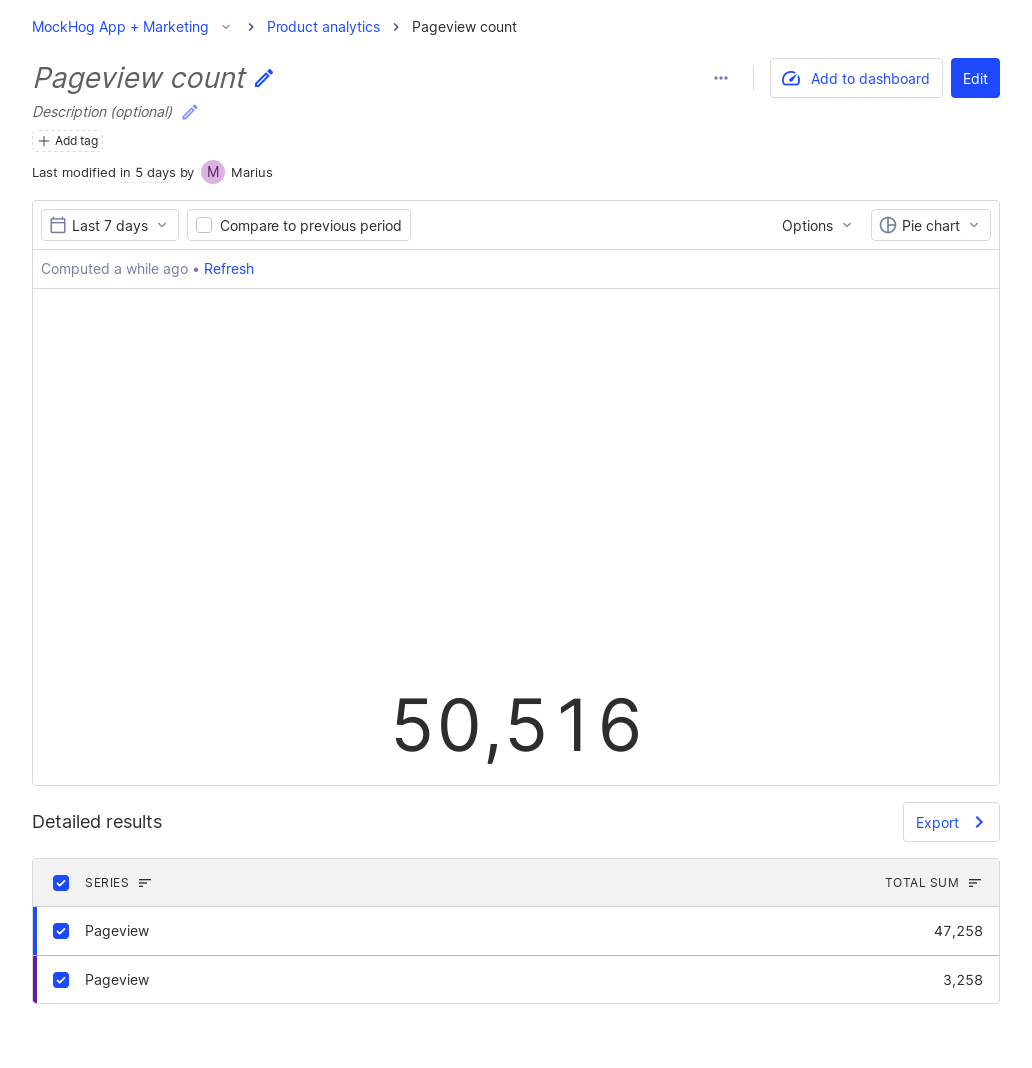 MockHog App + Marketing Product analytics Pageview count
Pageview count
Add to dashboard Edit
Description (optional)
Add tag
Last modified in 5 days by M Marius
Last 7 days Compare to previous period Options Pie chart
Computed a while ago • Refresh
50,516
Detailed results Export
SERIES TOTAL SUM
Pageview 47,258
Pageview 3,258